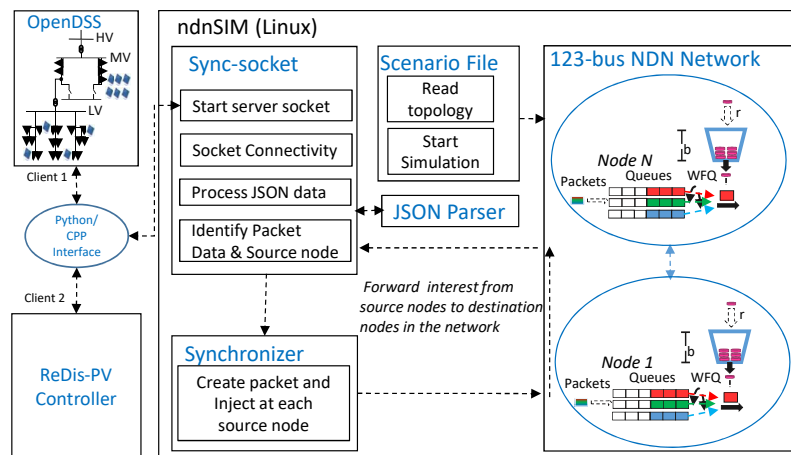 OpenDSS
HV
MV
LV
Client 1
Python/
CPP
Interface
Client 2
ReDis-PV
Controller
ndnSIM (Linux)
Sync-socket
Start server socket
Socket Connectivity
Process JSON data
Identify Packet
Data & Source node
Scenario File
Read
topology
Start
Simulation
JSON Parser
Forward interest from
source nodes to destination
nodes in the network
Synchronizer
Create packet and
Inject at each
source node
123-bus NDN Network
r
b
Node N
Queues WFQ
Packets
r
b
Node 1
Queues WFQ
Packets